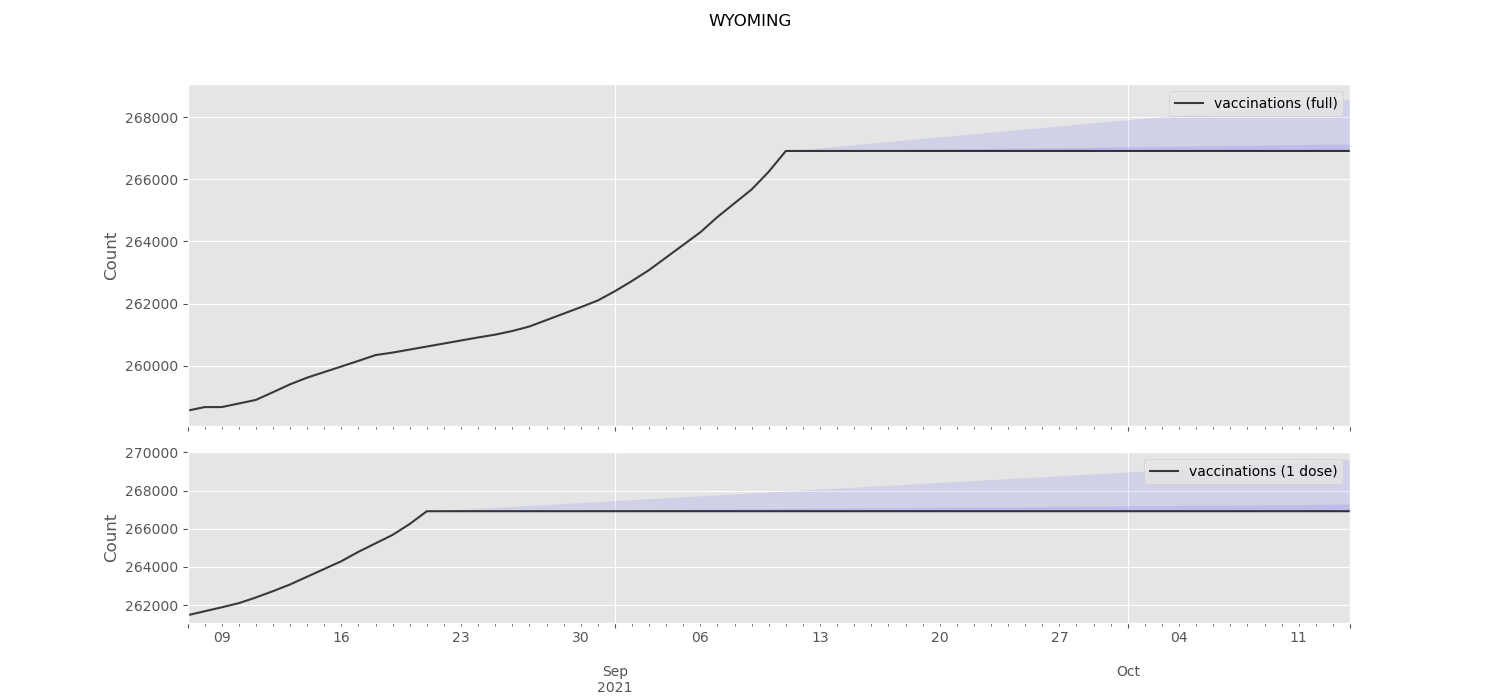 WYOMING
vaccinations (full)
268000
266000
264000
262000
260000
Count
vaccinations (1 dose)
270000
268000
266000
264000
262000
Count
09 16 23 30 06 13 20 27 04 11
Sep Oct
2021